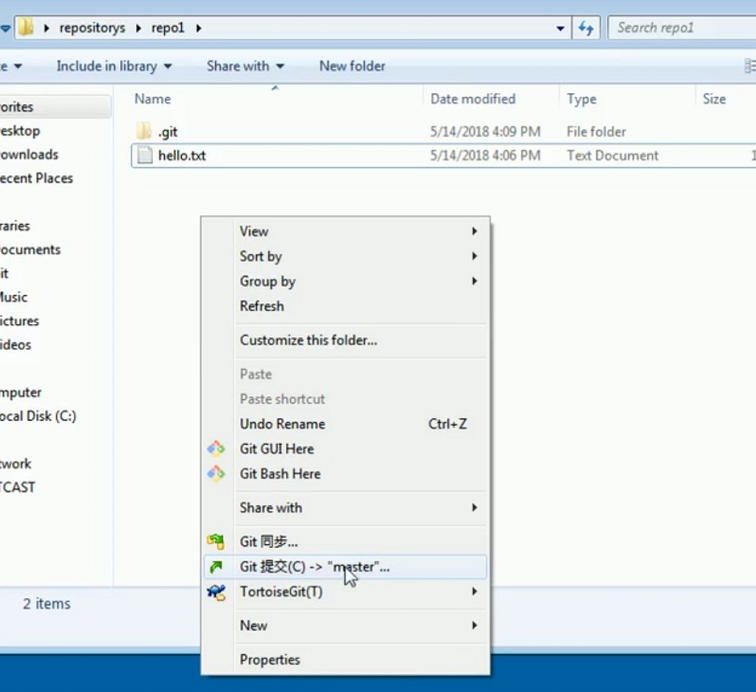 repositorys repo1 Search repo1
Include in library Share with New folder
Name Date modified Type Size
.git 5/14/2018 4:09 PM File folder
hello.txt 5/14/2018 4:06 PM Text Document 1
orites
esktop
ownloads
ecent Places
raries
ocuments
it
Music
ictures
ideos
mputer
ocal Disk (C:)
twork
TCAST
View
Sort by
Group by
Refresh
Customize this folder...
Paste
Paste shortcut
Undo Rename Ctrl+Z
Git GUI Here
Git Bash Here
Share with
Git 同步...
Git 提交(C) -> "master"...
TortoiseGit(T)
New
Properties
2 items